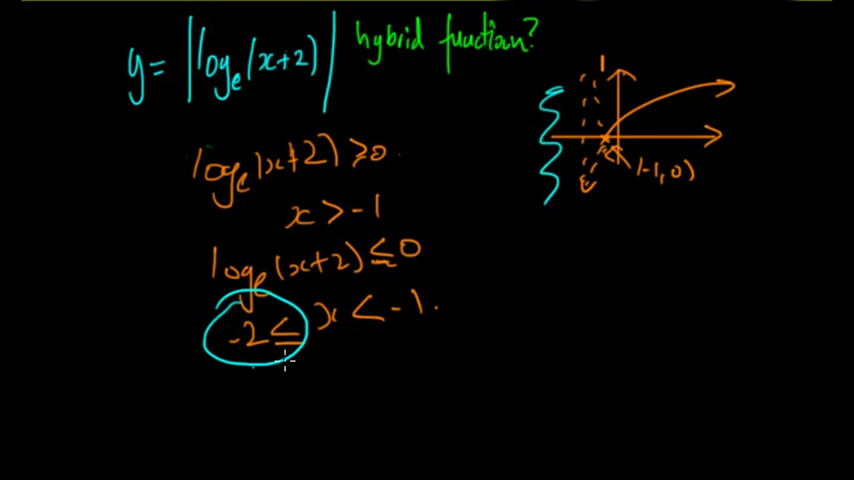 y = |logₑ(x+2)| hybrid function?
logₑ(x+2) ≥ 0
x > -1
logₑ(x+2) ≤ 0
-2 ≤ x < -1.
(-1,0)